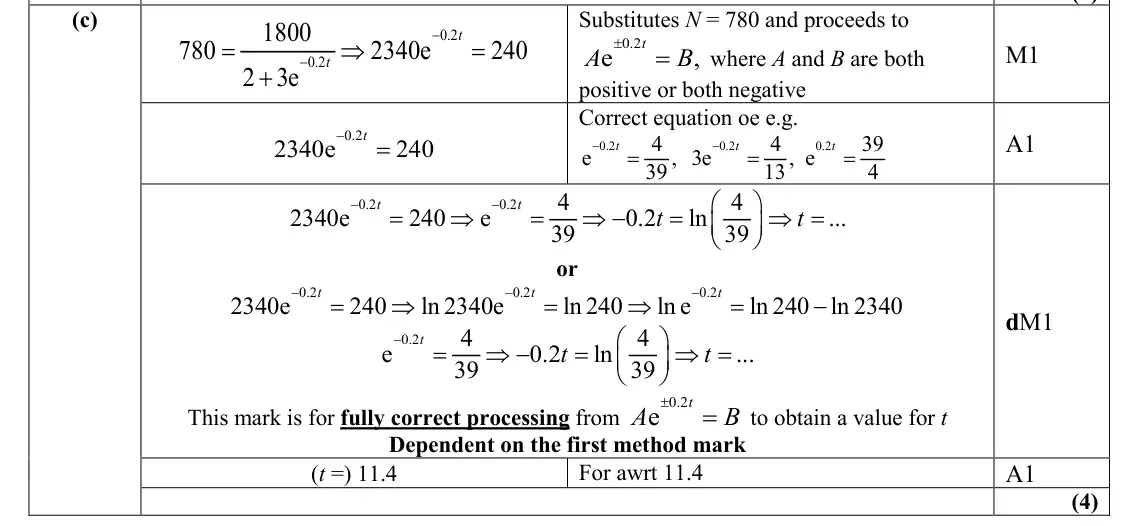 (c)
780 = 1800 / (2 + 3e^(−0.2t)) ⇒ 2340e^(−0.2t) = 240
Substitutes N = 780 and proceeds to
Ae^(±0.2t) = B, where A and B are both
positive or both negative
M1
2340e^(−0.2t) = 240
Correct equation oe e.g.
e^(−0.2t) = 4/39, 3e^(−0.2t) = 4/13, e^(0.2t) = 39/4
A1
2340e^(−0.2t) = 240 ⇒ e^(−0.2t) = 4/39 ⇒ −0.2t = ln(4/39) ⇒ t = ...
or
2340e^(−0.2t) = 240 ⇒ ln 2340e^(−0.2t) = ln 240 ⇒ ln e^(−0.2t) = ln 240 − ln 2340
e^(−0.2t) = 4/39 ⇒ −0.2t = ln(4/39) ⇒ t = ...
This mark is for fully correct processing from Ae^(±0.2t) = B to obtain a value for t
Dependent on the first method mark
dM1
(t =) 11.4
For awrt 11.4
A1
(4)